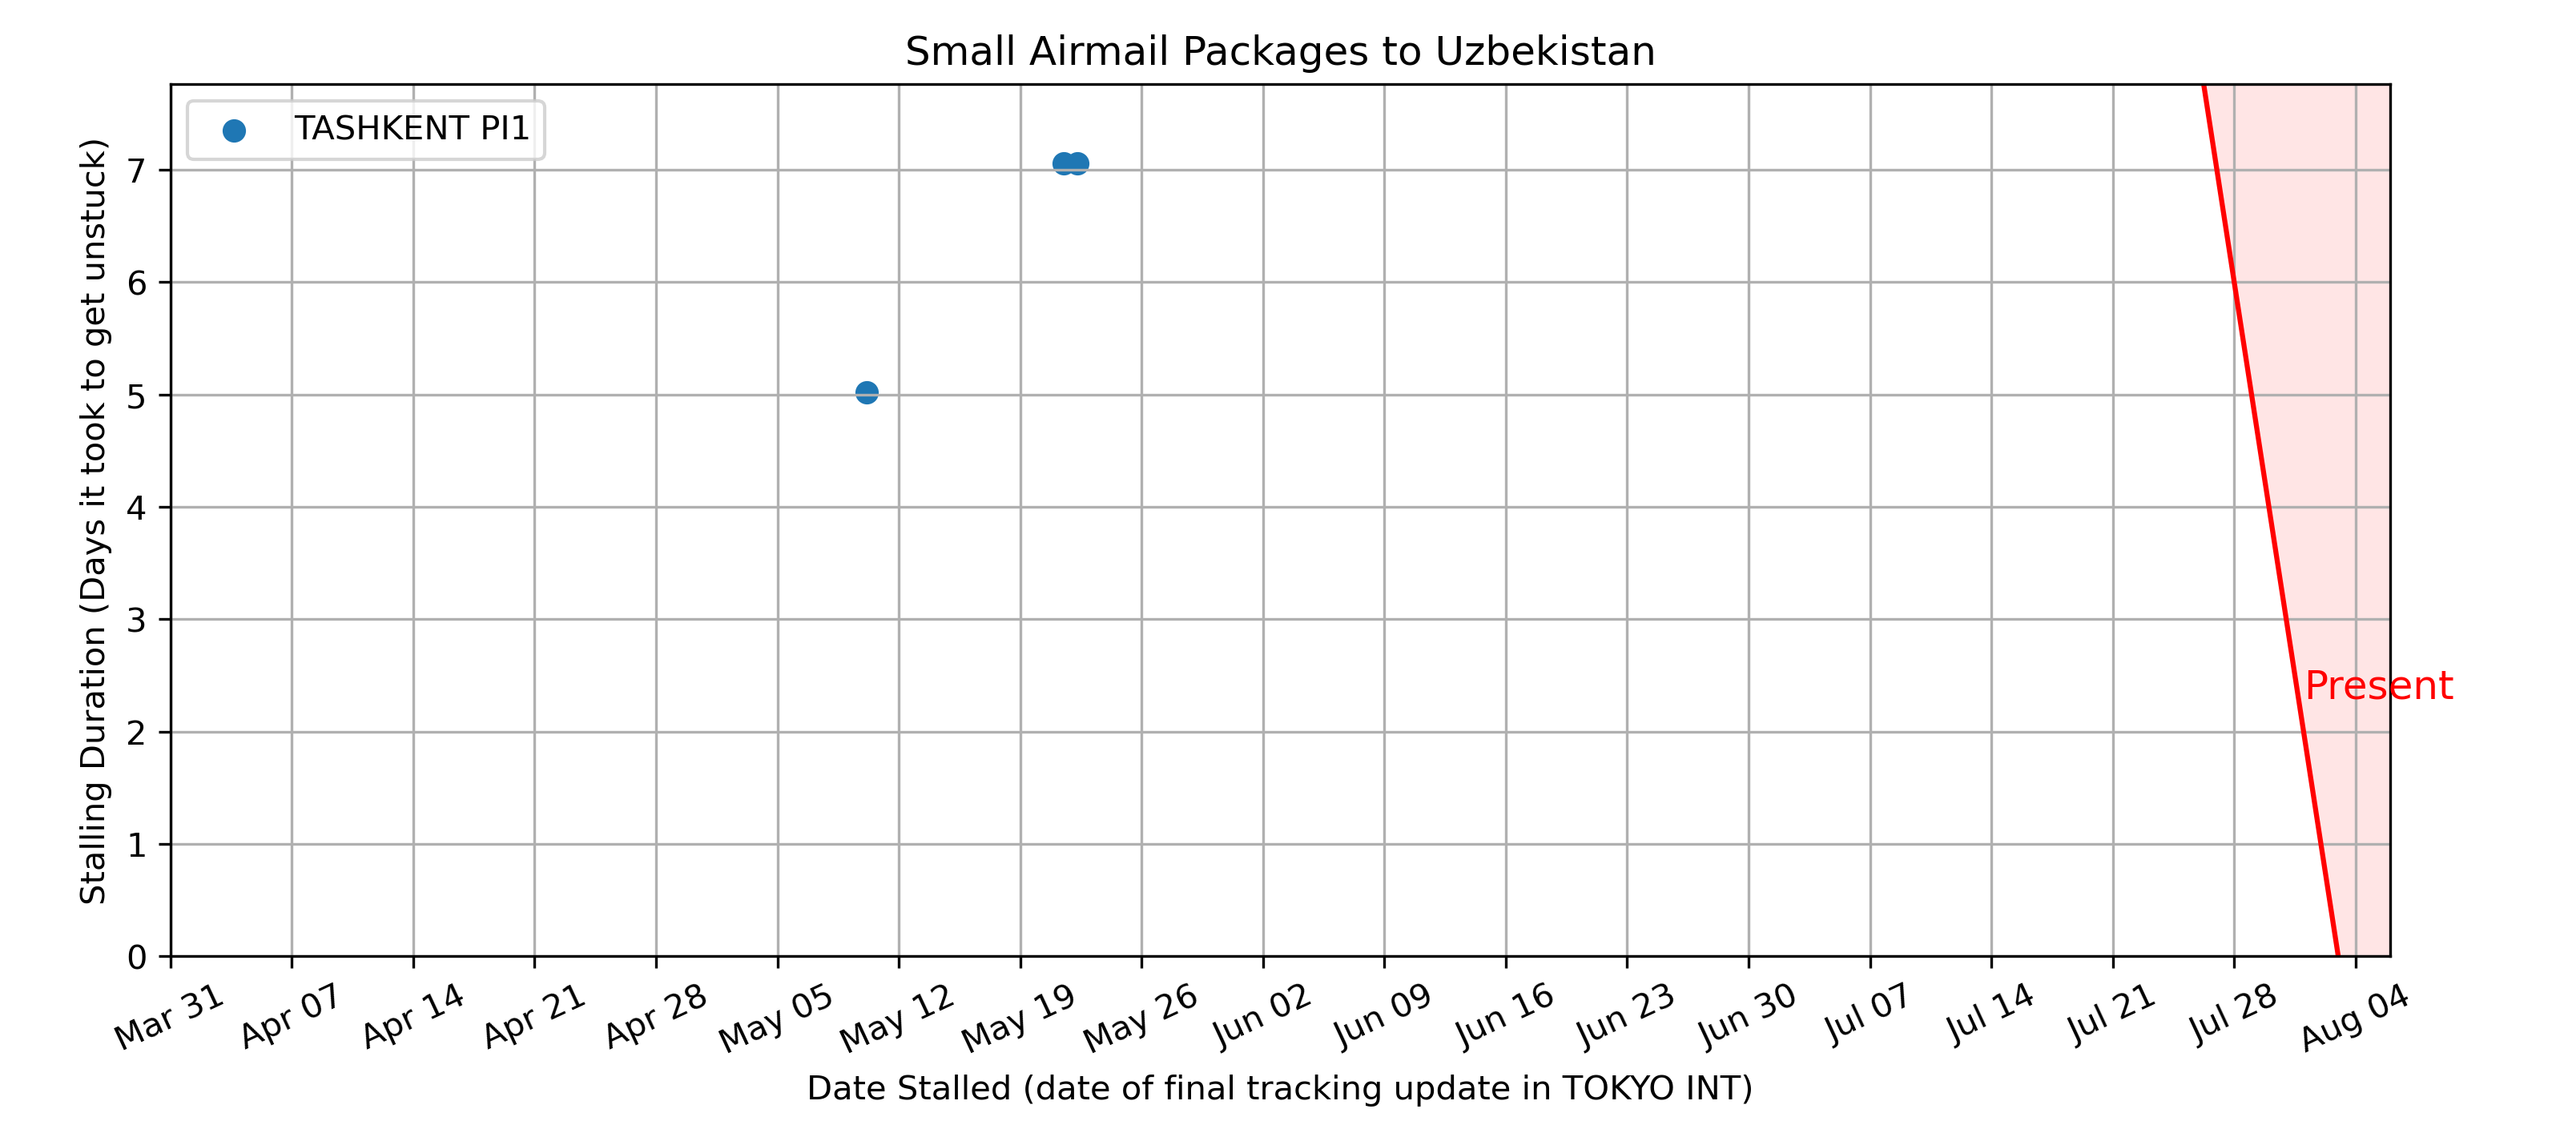 Small Airmail Packages to Uzbekistan
TASHKENT PI1
Stalling Duration (Days it took to get unstuck)
7
6
5
4
3
2
1
0
Present
Mar 31 Apr 07 Apr 14 Apr 21 Apr 28 May 05 May 12 May 19 May 26 Jun 02 Jun 09 Jun 16 Jun 23 Jun 30 Jul 07 Jul 14 Jul 21 Jul 28 Aug 04
Date Stalled (date of final tracking update in TOKYO INT)